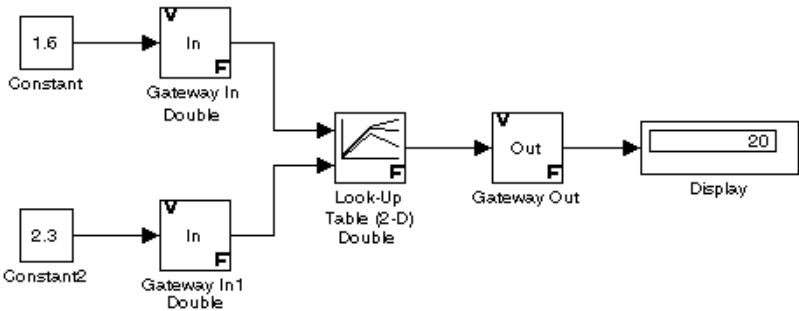 1.6
Constant
V
In
F
Gateway In
Double
2.3
Constant2
V
In
F
Gateway In1
Double
F
Look-Up
Table (2-D)
Double
V
Out
F
Gateway Out
20
Display